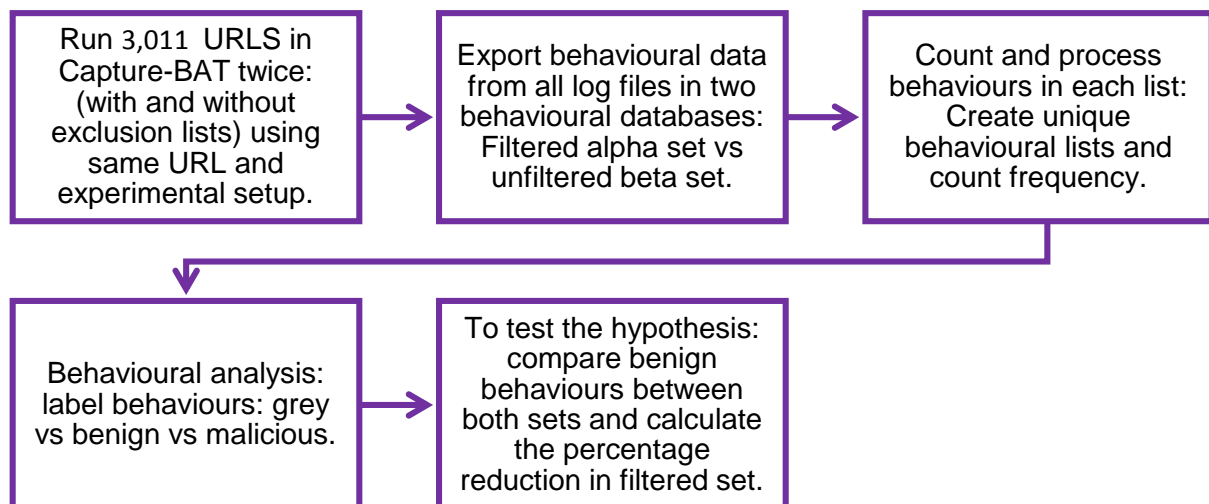 Run 3,011 URLS in
Capture-BAT twice:
(with and without
exclusion lists) using
same URL and
experimental setup.
Export behavioural data
from all log files in two
behavioural databases:
Filtered alpha set vs
unfiltered beta set.
Count and process
behaviours in each list:
Create unique
behavioural lists and
count frequency.
Behavioural analysis:
label behaviours: grey
vs benign vs malicious.
To test the hypothesis:
compare benign
behaviours between
both sets and calculate
the percentage
reduction in filtered set.